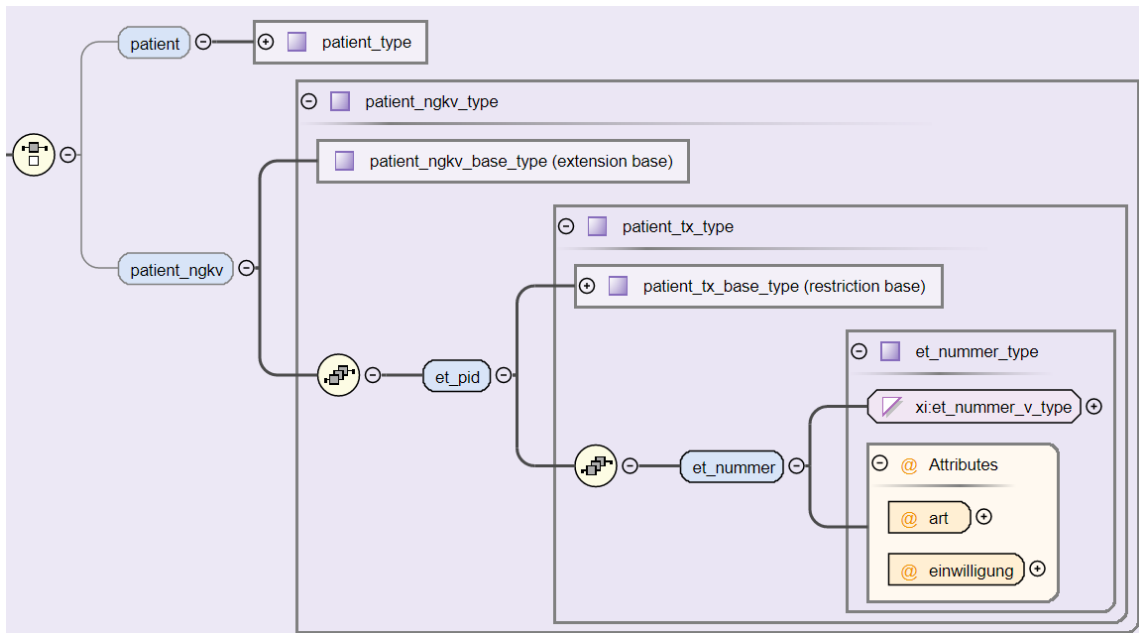 patient
patient_type
patient_ngkv_type
patient_ngkv_base_type (extension base)
patient_tx_type
patient_ngkv
patient_tx_base_type (restriction base)
et_nummer_type
et_pid
xi:et_nummer_v_type
@ Attributes
et_nummer
@ art
@ einwilligung